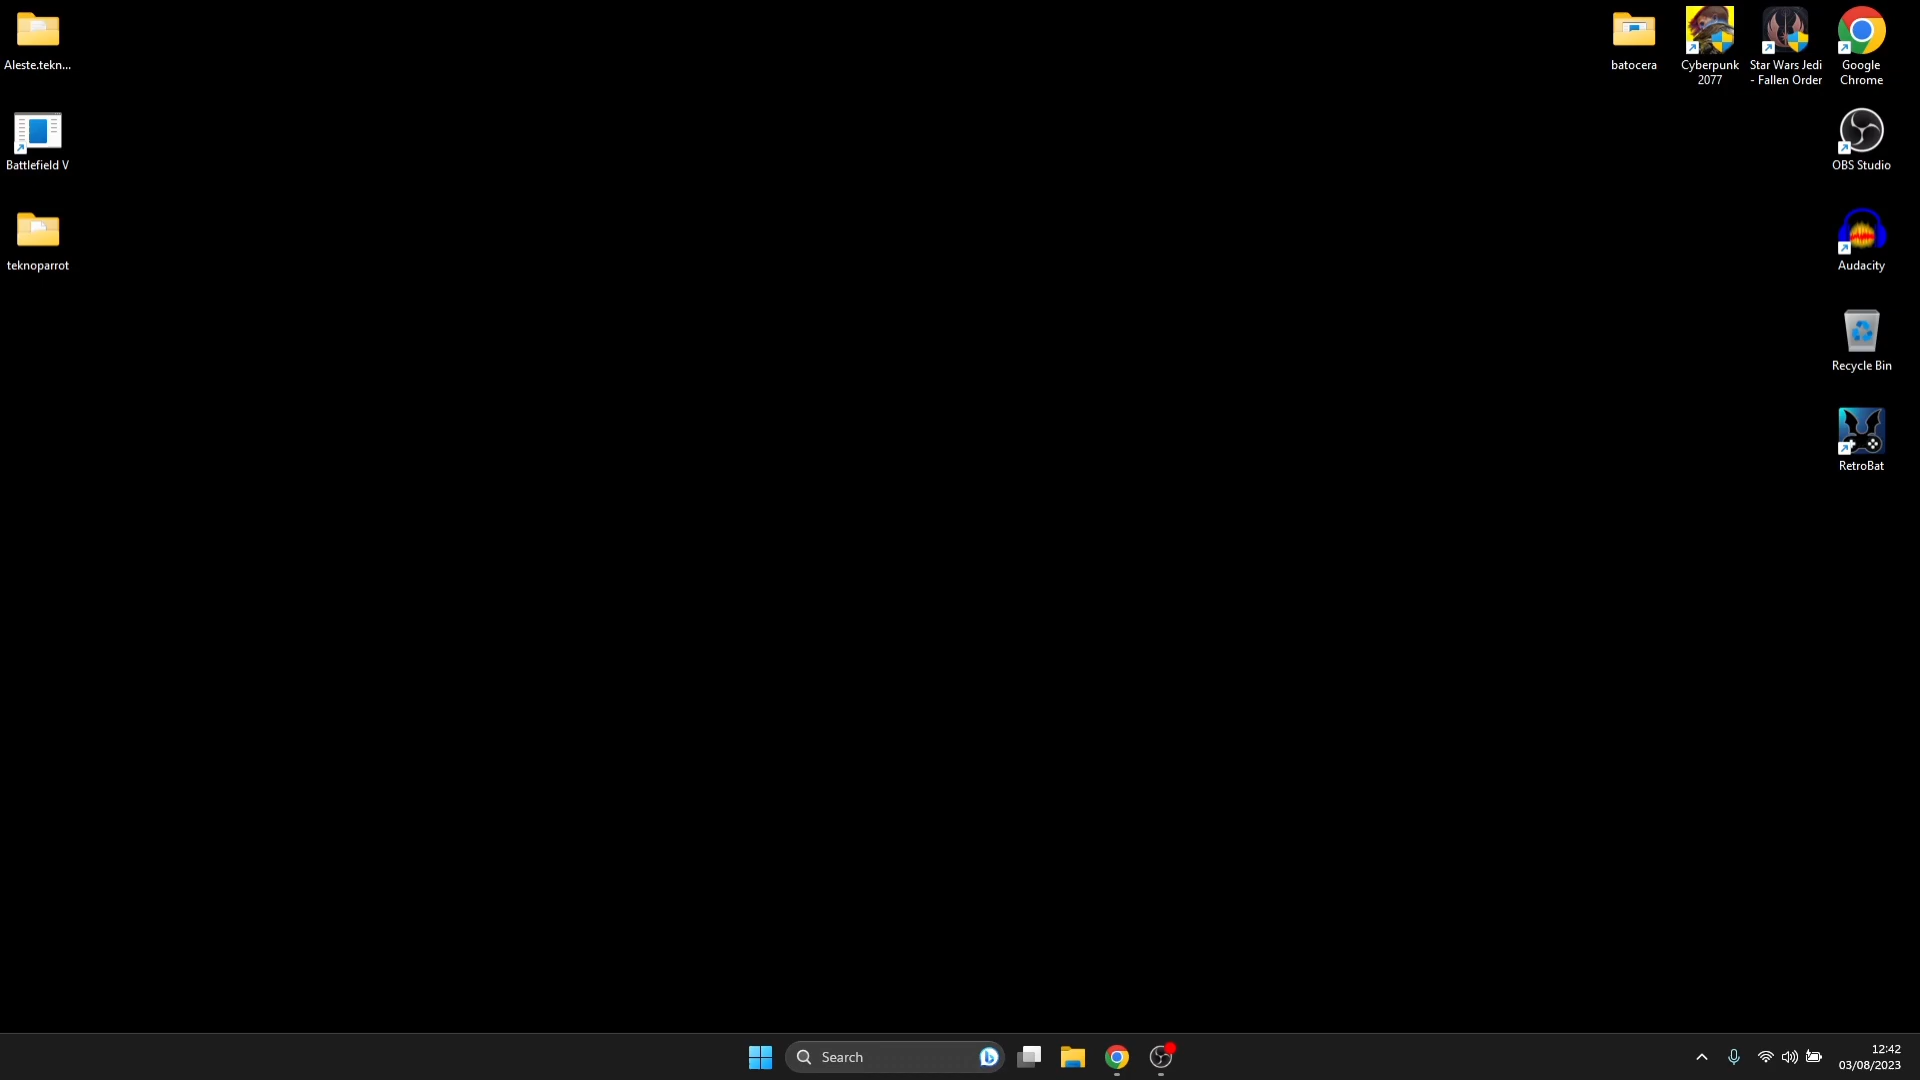 Aleste.tekn...
Battlefield V
teknoparrot
batocera
Cyberpunk
2077
Star Wars Jedi
- Fallen Order
Google
Chrome
OBS Studio
Audacity
Recycle Bin
RetroBat
Search
12:42
03/08/2023